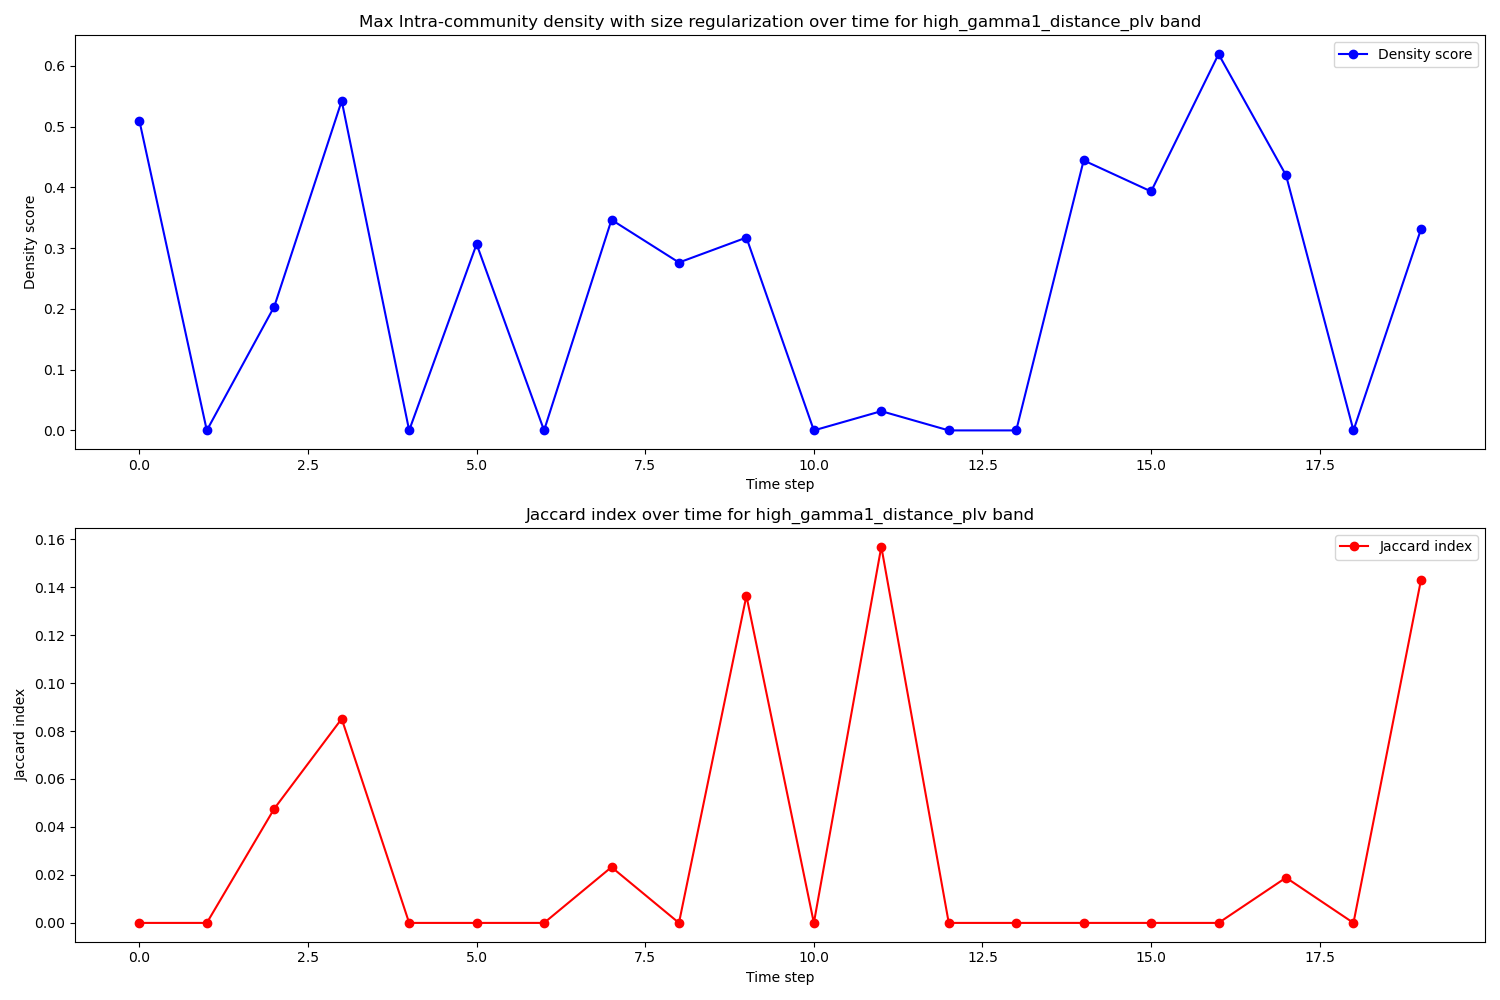 Max Intra-community density with size regularization over time for high_gamma1_distance_plv band
Density score
0.6
0.5
0.4
0.3
0.2
0.1
0.0
Density score
0.0 2.5 5.0 7.5 10.0 12.5 15.0 17.5
Time step
Jaccard index over time for high_gamma1_distance_plv band
Jaccard index
0.16
0.14
0.12
0.10
0.08
0.06
0.04
0.02
0.00
Jaccard index
0.0 2.5 5.0 7.5 10.0 12.5 15.0 17.5
Time step